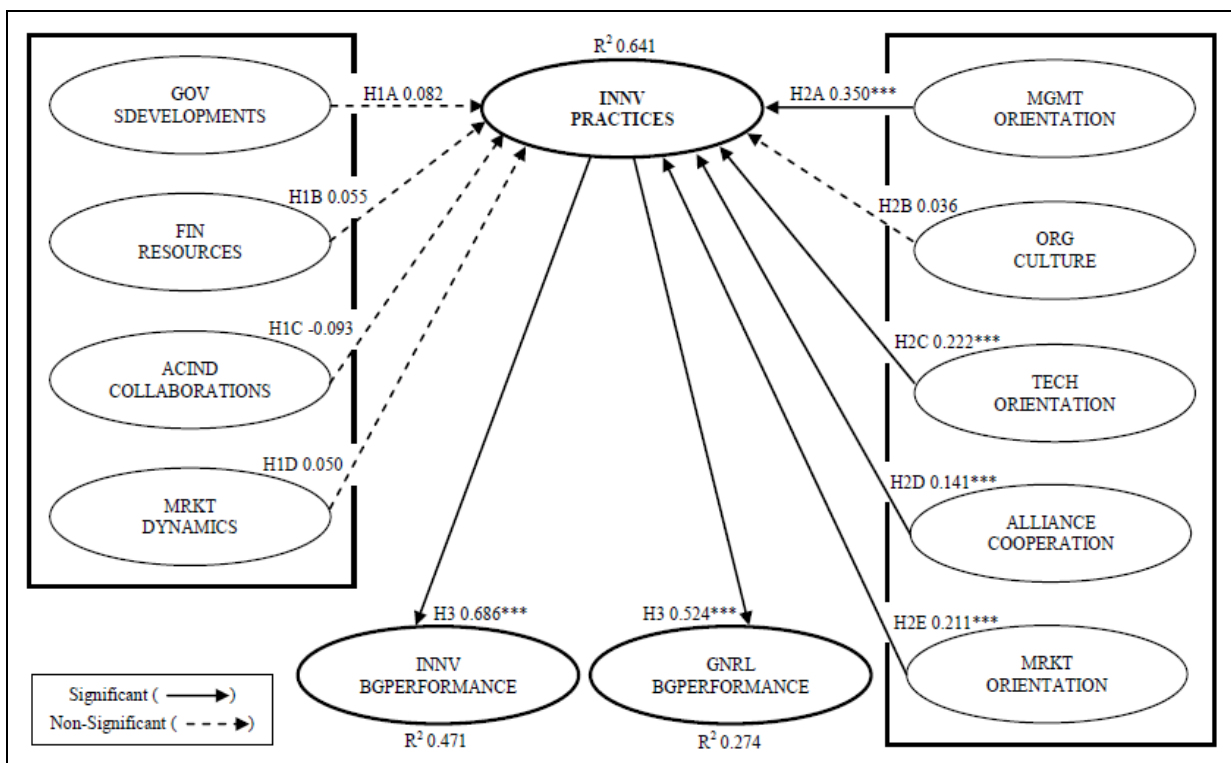 R² 0.641
INNV
PRACTICES
GOV
SDEVELOPMENTS
H1A 0.082
FIN
RESOURCES
H1B 0.055
ACIND
COLLABORATIONS
H1C -0.093
MRKT
DYNAMICS
H1D 0.050
H2A 0.350***
MGMT
ORIENTATION
H2B 0.036
ORG
CULTURE
H2C 0.222***
TECH
ORIENTATION
H2D 0.141***
ALLIANCE
COOPERATION
H2E 0.211***
MRKT
ORIENTATION
H3 0.686***
INNV
BGPERFORMANCE
R² 0.471
H3 0.524***
GNRL
BGPERFORMANCE
R² 0.274
Significant ( )
Non-Significant ( )